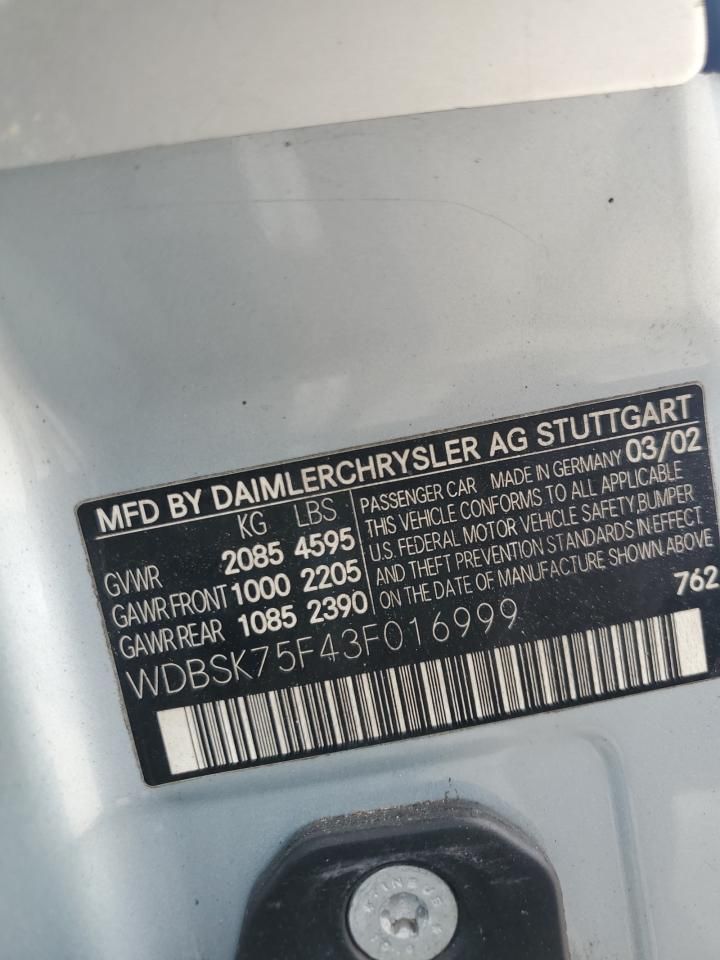 MFD BY DAIMLERCHRYSLER AG STUTTGART
KG LBS
GVWR 2085 4595
GAWR FRONT 1000 2205
GAWR REAR 1085 2390
PASSENGER CAR MADE IN GERMANY 03/02
THIS VEHICLE CONFORMS TO ALL APPLICABLE
U.S. FEDERAL MOTOR VEHICLE SAFETY, BUMPER
AND THEFT PREVENTION STANDARDS IN EFFECT
ON THE DATE OF MANUFACTURE SHOWN ABOVE
762
WDBSK75F43F016999